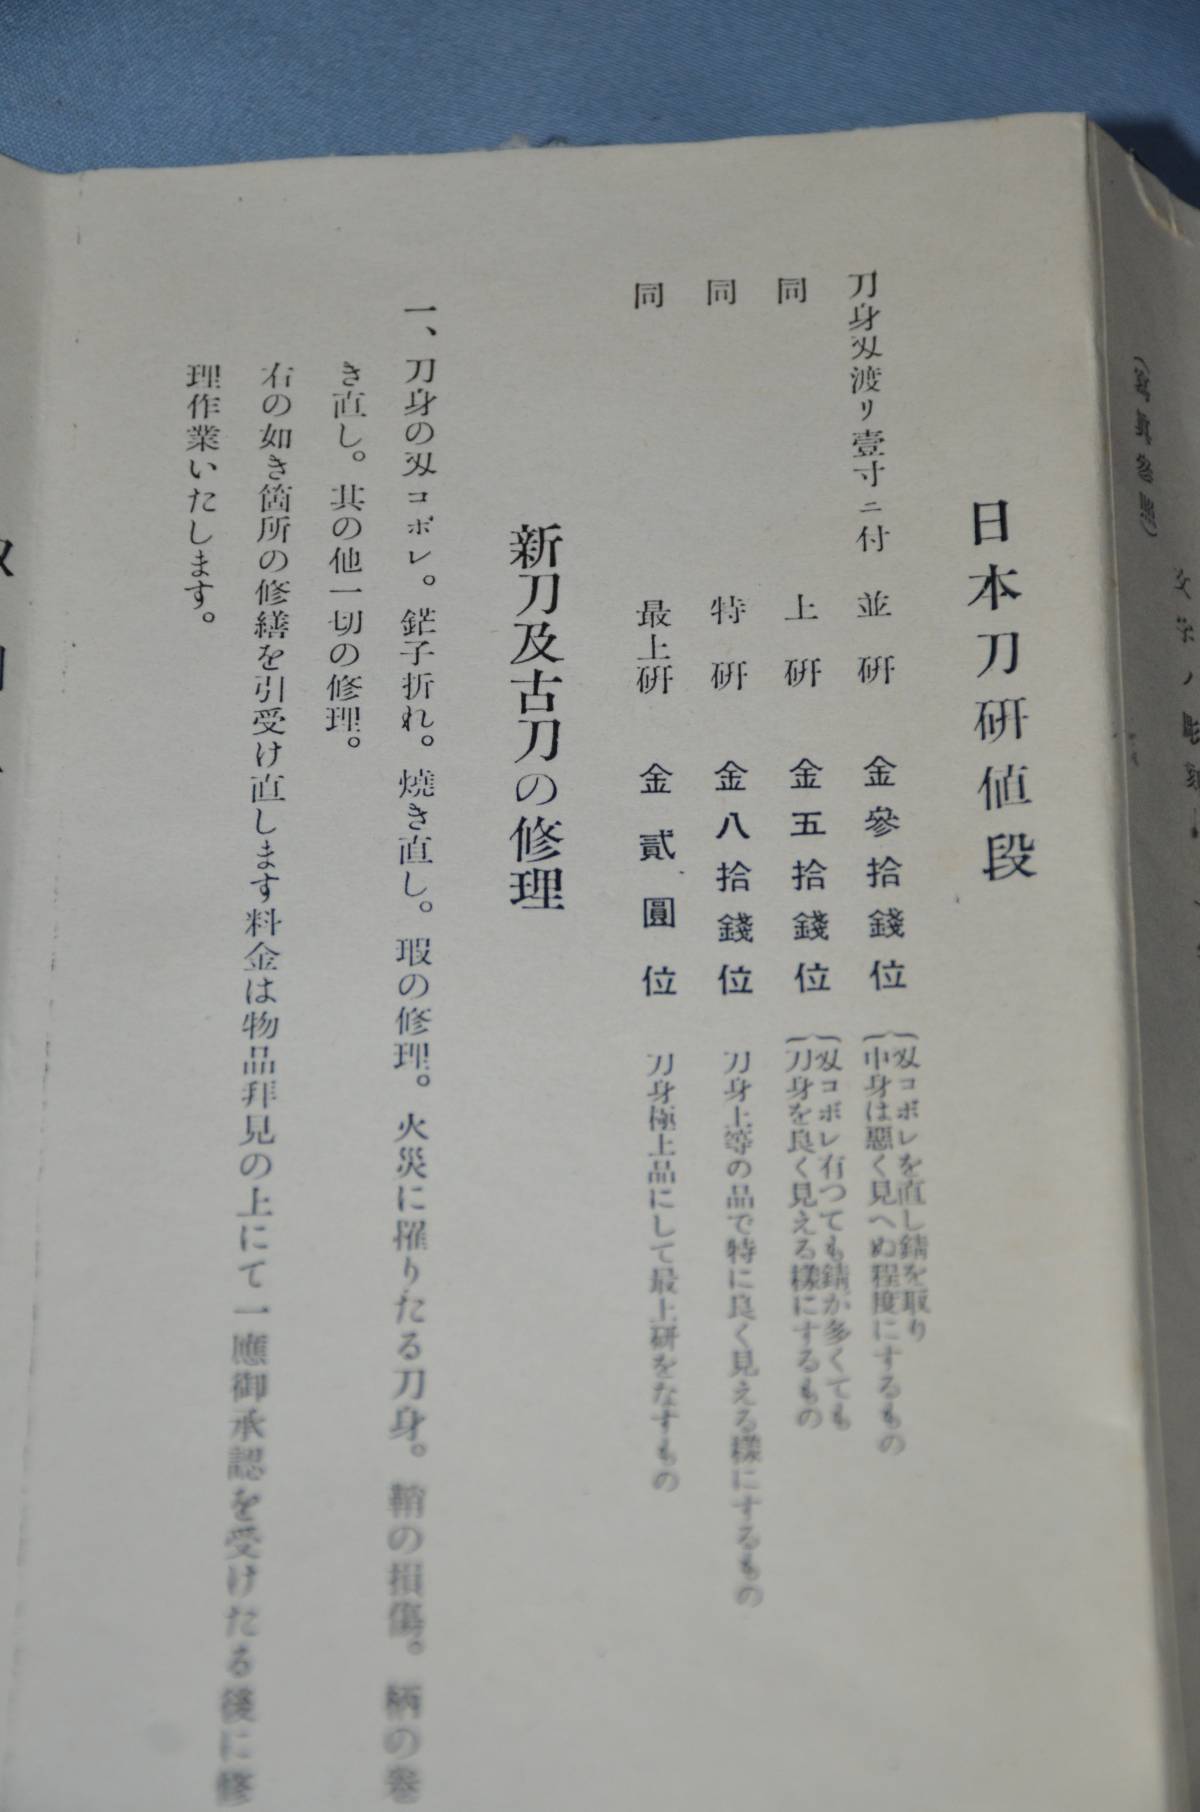 (寫眞參照)
日本刀研値段
刀身刄渡リ壹寸ニ付 並研 金參拾錢位 刄コボレを直し錆を取り
中身は惡く見へぬ程度にするもの
同 上研 金五拾錢位 刄コボレ有つても錆が多くても
刀身を良く見える樣にするもの
同 特研 金八拾錢位 刀身上等の品で特に良く見える樣にするもの
同 最上研 金貳圓位 刀身極上品にして最上研をなすもの
新刀及古刀の修理
一、刀身の刄コボレ。鋩子折れ。燒き直し。瑕の修理。火災に罹りたる刀身。鞘の損傷。柄の卷
き直し。其の他一切の修理。
右の如き箇所の修繕を引受け直します料金は物品拜見の上にて一應御承認を受けたる後に修
理作業いたします。